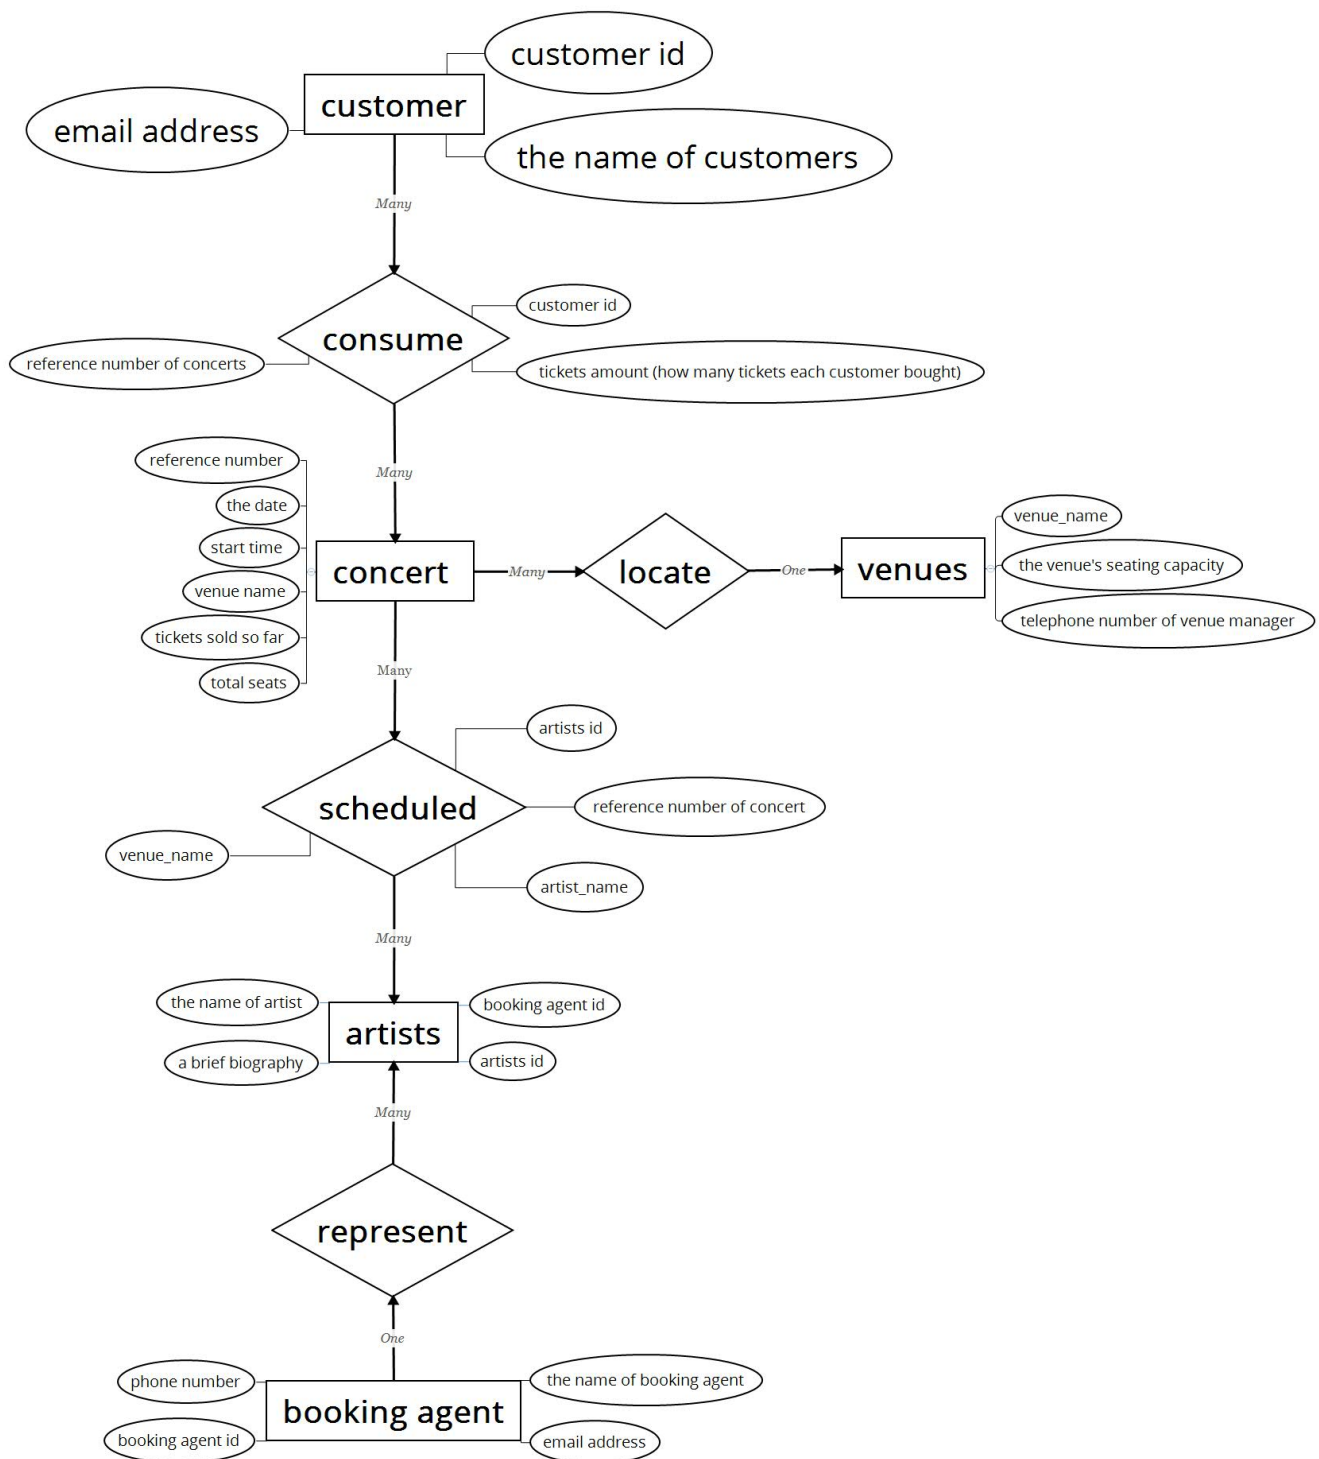 customer id
customer
email address
the name of customers
Many
customer id
consume
reference number of concerts
tickets amount (how many tickets each customer bought)
reference number
Many
the date
venue_name
start time
concert
Many
locate
One
venues
the venue's seating capacity
venue name
telephone number of venue manager
tickets sold so far
Many
total seats
artists id
scheduled
reference number of concert
venue_name
artist_name
Many
the name of artist
booking agent id
artists
a brief biography
artists id
Many
represent
One
phone number
the name of booking agent
booking agent
booking agent id
email address